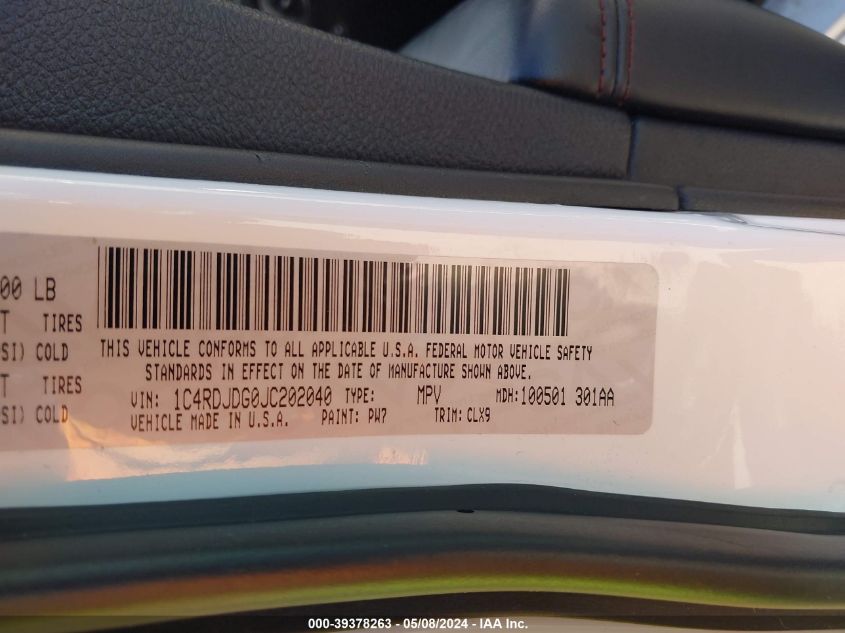 00 LB
T TIRES
SI) COLD
T TIRES
SI) COLD
THIS VEHICLE CONFORMS TO ALL APPLICABLE U.S.A. FEDERAL MOTOR VEHICLE SAFETY
STANDARDS IN EFFECT ON THE DATE OF MANUFACTURE SHOWN ABOVE.
VIN: 1C4RDJDG0JC202040 TYPE: MPV MDH:100501 301AA
VEHICLE MADE IN U.S.A. PAINT: PW7 TRIM: CLX9
000-39378263 - 05/08/2024 - IAA Inc.